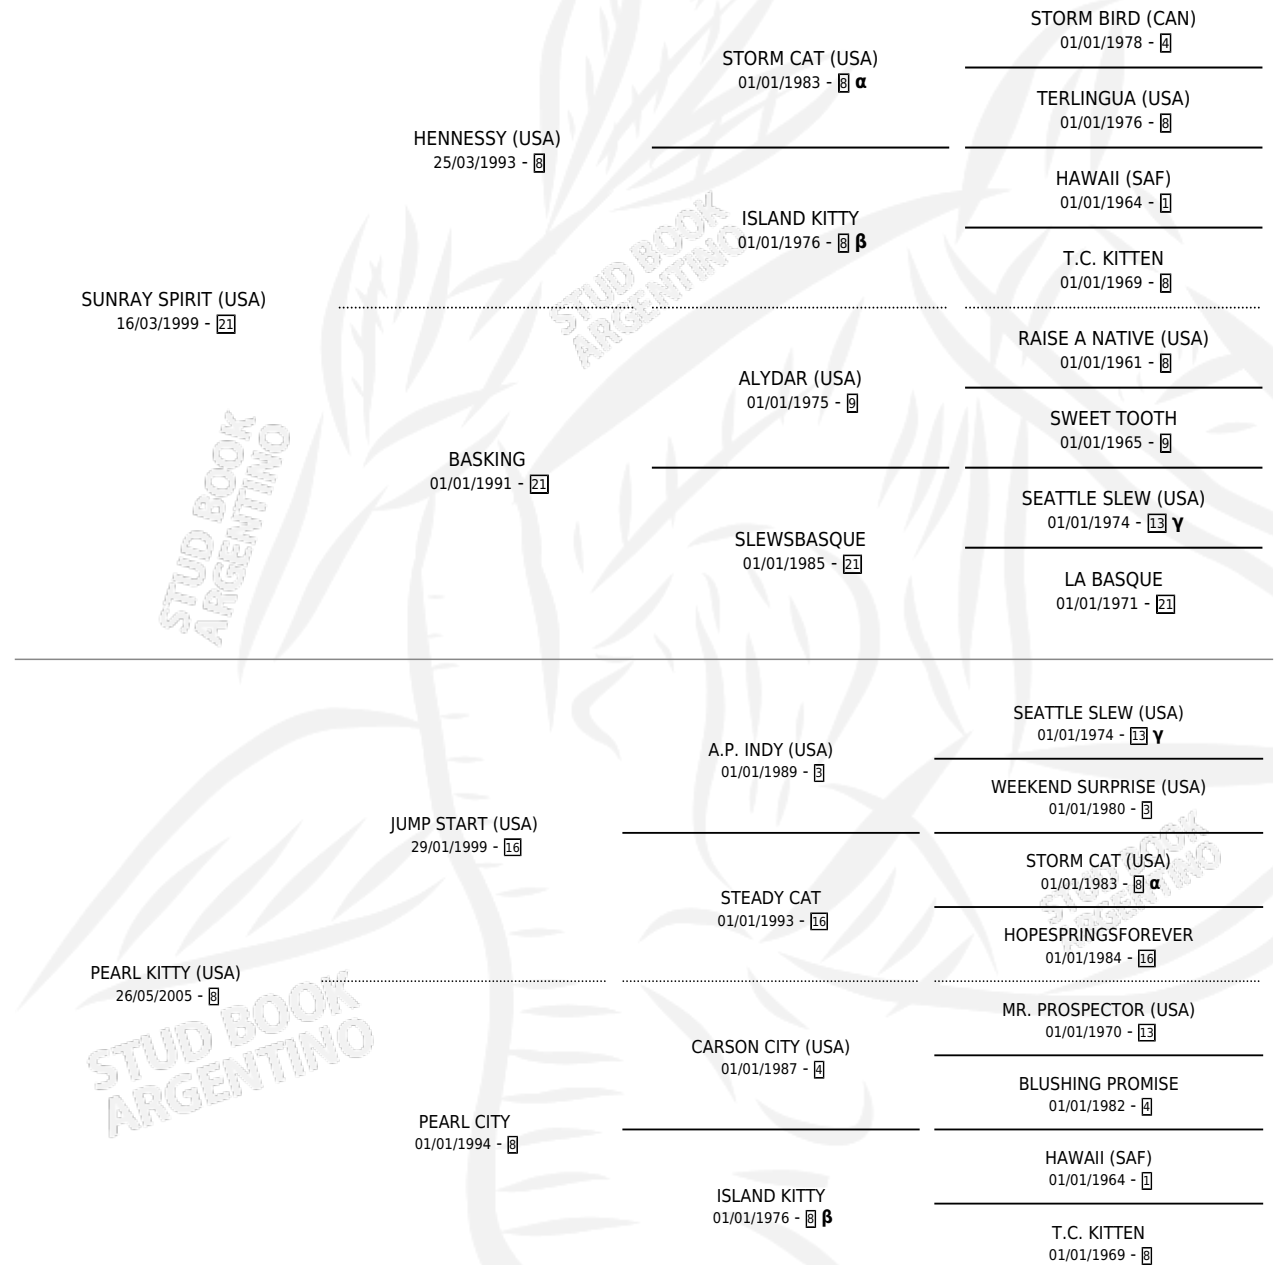 STORM BIRD (CAN)
01/01/1978 - 4
STORM CAT (USA)
01/01/1983 - 8 α
TERLINGUA (USA)
01/01/1976 - 8
HENNESSY (USA)
25/03/1993 - 8
HAWAII (SAF)
01/01/1964 - 1
ISLAND KITTY
01/01/1976 - 8 β
T.C. KITTEN
01/01/1969 - 8
SUNRAY SPIRIT (USA)
16/03/1999 - 21
RAISE A NATIVE (USA)
01/01/1961 - 8
ALYDAR (USA)
01/01/1975 - 9
SWEET TOOTH
01/01/1965 - 9
BASKING
01/01/1991 - 21
SEATTLE SLEW (USA)
01/01/1974 - 13 γ
SLEWSBASQUE
01/01/1985 - 21
LA BASQUE
01/01/1971 - 21
SEATTLE SLEW (USA)
01/01/1974 - 13 γ
A.P. INDY (USA)
01/01/1989 - 3
WEEKEND SURPRISE (USA)
01/01/1980 - 3
JUMP START (USA)
29/01/1999 - 16
STORM CAT (USA)
01/01/1983 - 8 α
STEADY CAT
01/01/1993 - 16
HOPESPRINGSFOREVER
01/01/1984 - 16
PEARL KITTY (USA)
26/05/2005 - 8
MR. PROSPECTOR (USA)
01/01/1970 - 13
CARSON CITY (USA)
01/01/1987 - 4
BLUSHING PROMISE
01/01/1982 - 4
PEARL CITY
01/01/1994 - 8
HAWAII (SAF)
01/01/1964 - 1
ISLAND KITTY
01/01/1976 - 8 β
T.C. KITTEN
01/01/1969 - 8
STUD BOOK
ARGENTINO
STUD BOOK
ARGENTINO
STUD BOOK
ARGENTINO
STUD BOOK
ARGENTINO